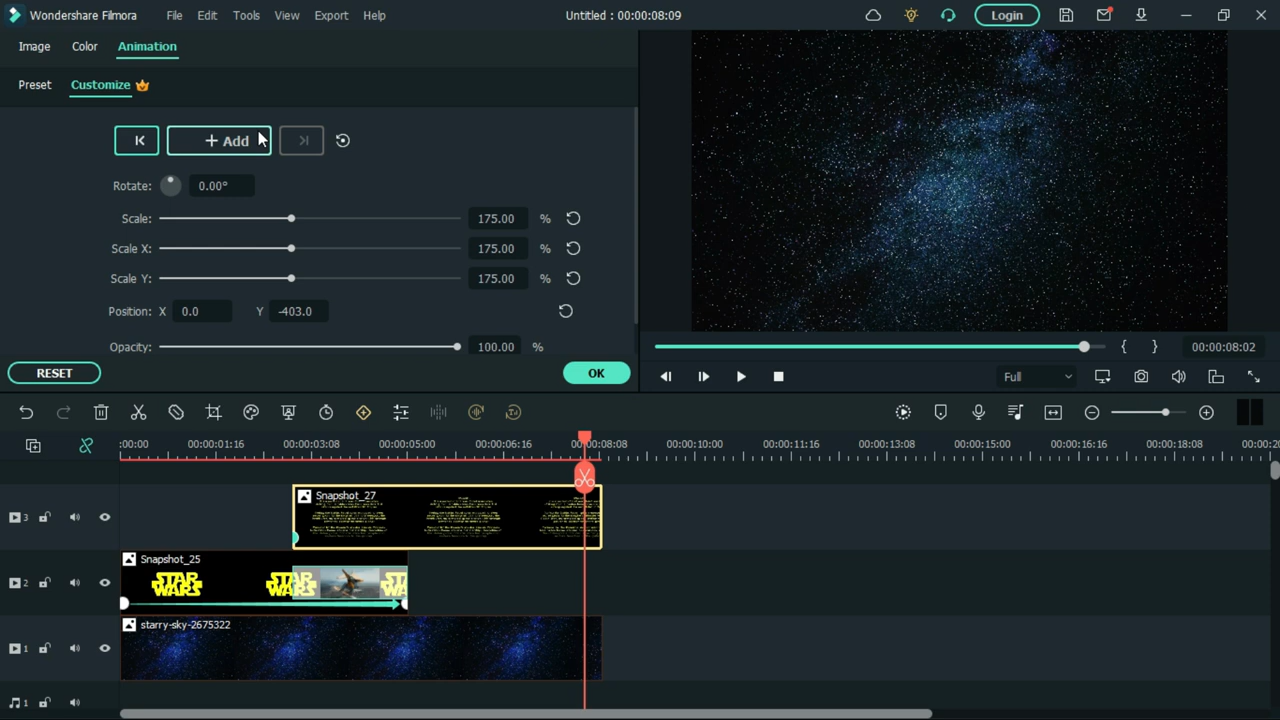 Wondershare Filmora File Edit Tools View Export Help Untitled : 00:00:08:09 Login
Image Color Animation
Preset Customize
Add
Rotate: 0.00°
Scale: 175.00 %
Scale X: 175.00 %
Scale Y: 175.00 %
Position: X 0.0 Y -403.0
Opacity: 100.00 %
00:00:08:02
RESET OK
Full
:00:00 00:00:01:16 00:00:03:08 00:00:05:00 00:00:06:16 00:00:08:08 00:00:10:00 00:00:11:16 00:00:13:08 00:00:15:00 00:00:16:16 00:00:18:08 00:00:20
Snapshot_27
3
Snapshot_25
STAR WARS STAR WARS STAR WARS
2
starry-sky-2675322
1
1